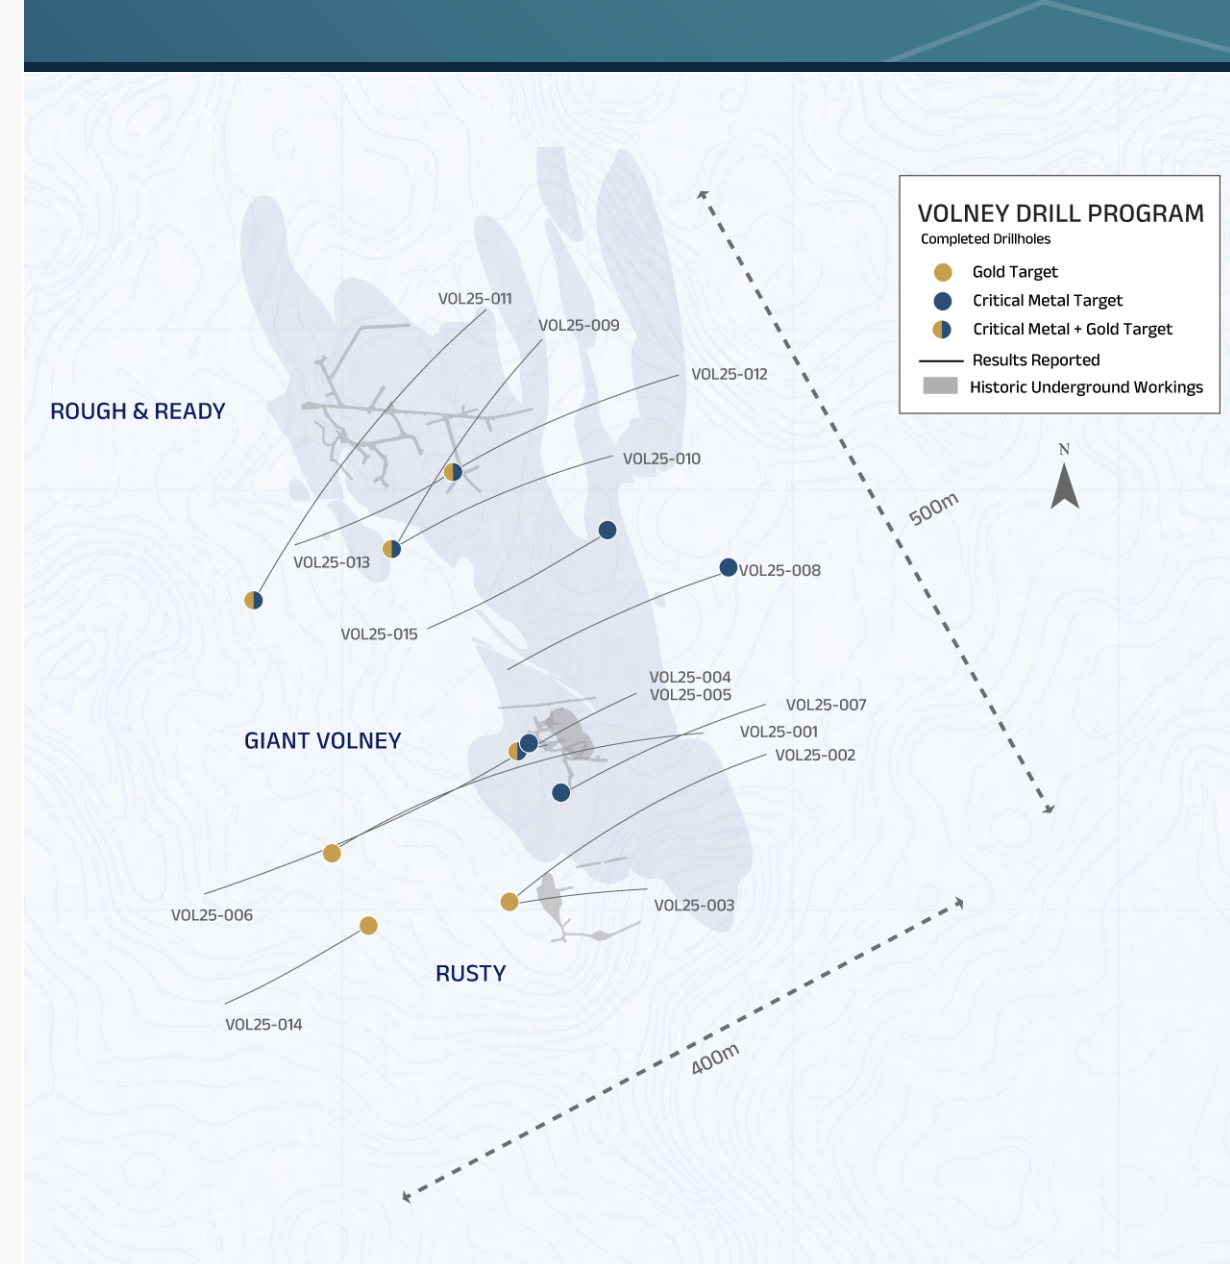 VOLNEY DRILL PROGRAM
Completed Drillholes
Gold Target
Critical Metal Target
Critical Metal + Gold Target
Results Reported
Historic Underground Workings
N
VOL25-011
VOL25-009
VOL25-012
ROUGH & READY
VOL25-010
500m
VOL25-013
VOL25-008
VOL25-015
VOL25-004
VOL25-005
VOL25-007
VOL25-001
GIANT VOLNEY
VOL25-002
VOL25-003
VOL25-006
RUSTY
VOL25-014
400m